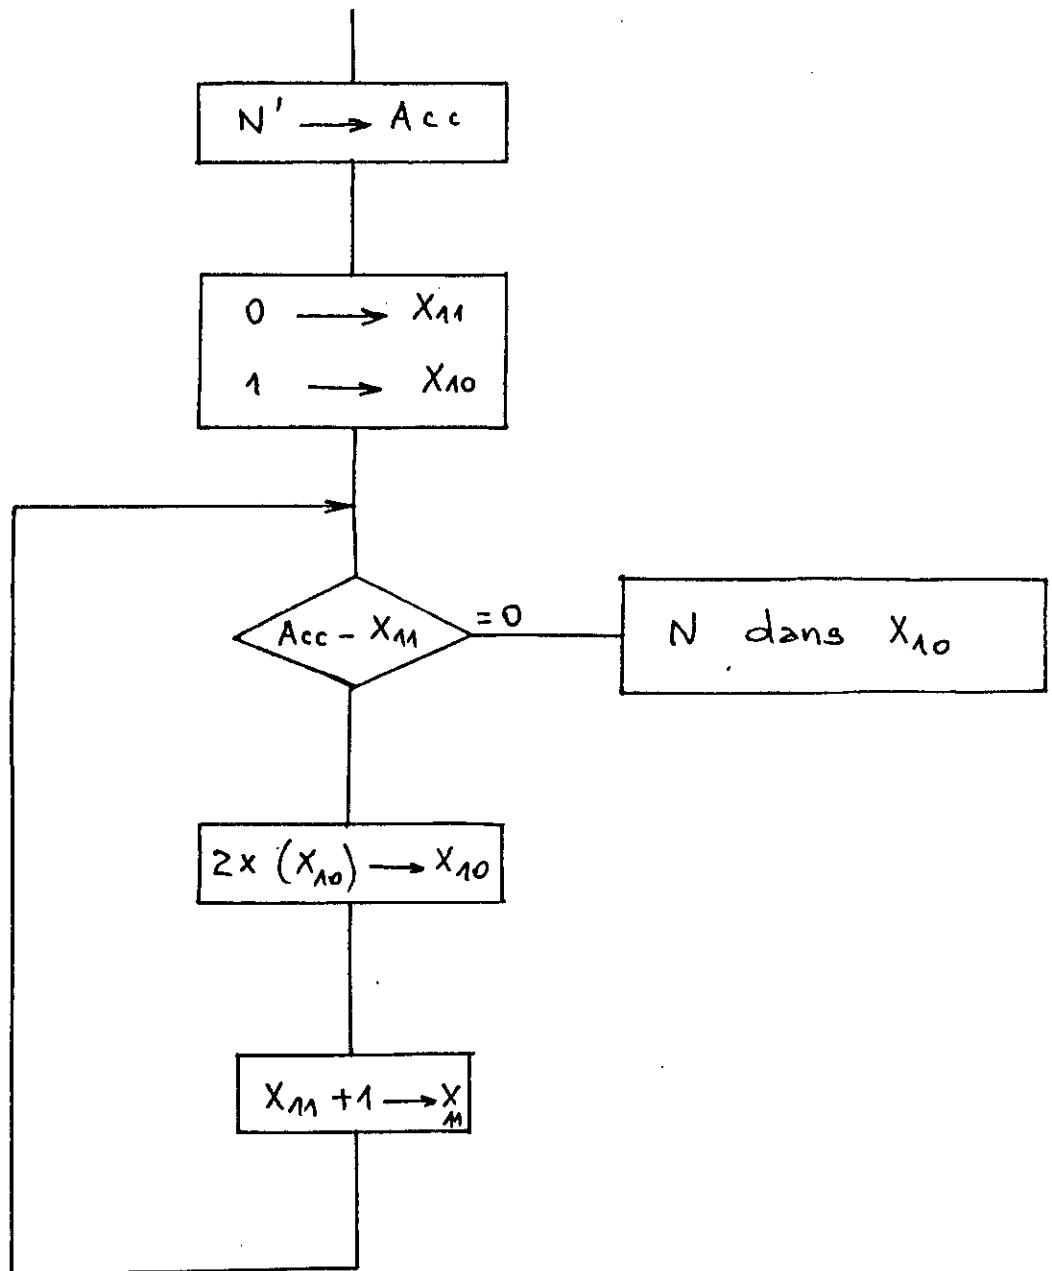 N' → Acc
0 → X₁₁
1 → X₁₀
Acc - X₁₁
= 0
N dans X₁₀
2x (X₁₀) → X₁₀
X₁₁ + 1 → X₁₁